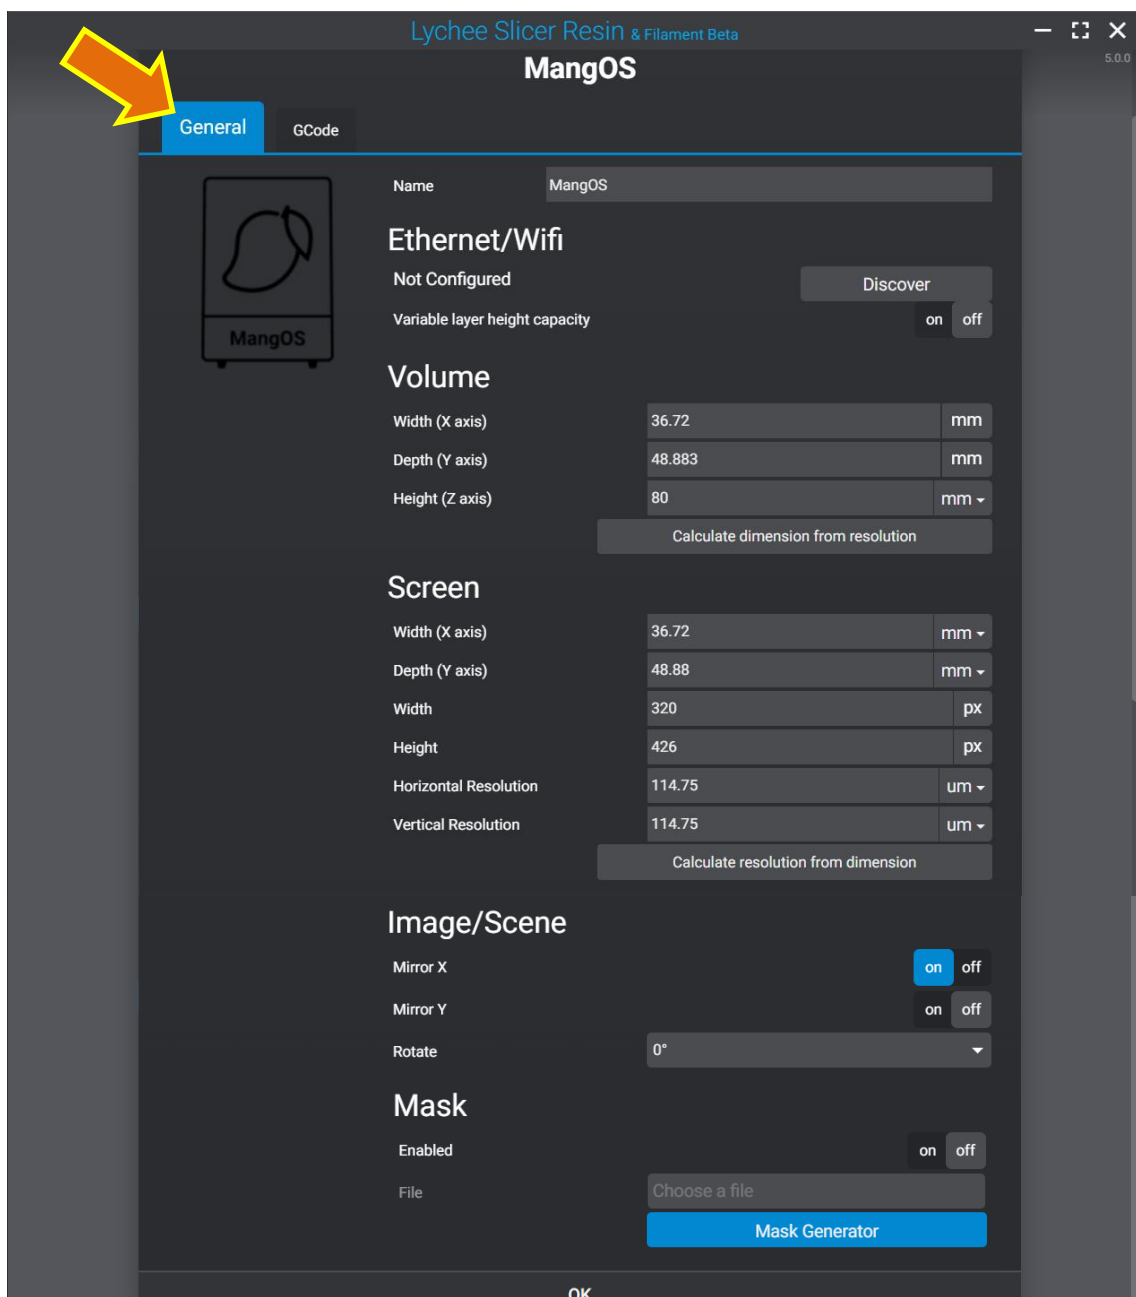 Lychee Slicer Resin & Filament Beta
5.0.0
MangOS
General GCode
Name MangOS
MangOS
Ethernet/Wifi
Not Configured Discover
Variable layer height capacity on off
Volume
Width (X axis) 36.72 mm
Depth (Y axis) 48.883 mm
Height (Z axis) 80 mm
Calculate dimension from resolution
Screen
Width (X axis) 36.72 mm
Depth (Y axis) 48.88 mm
Width 320 px
Height 426 px
Horizontal Resolution 114.75 um
Vertical Resolution 114.75 um
Calculate resolution from dimension
Image/Scene
Mirror X on off
Mirror Y on off
Rotate 0°
Mask
Enabled on off
File Choose a file
Mask Generator
OK